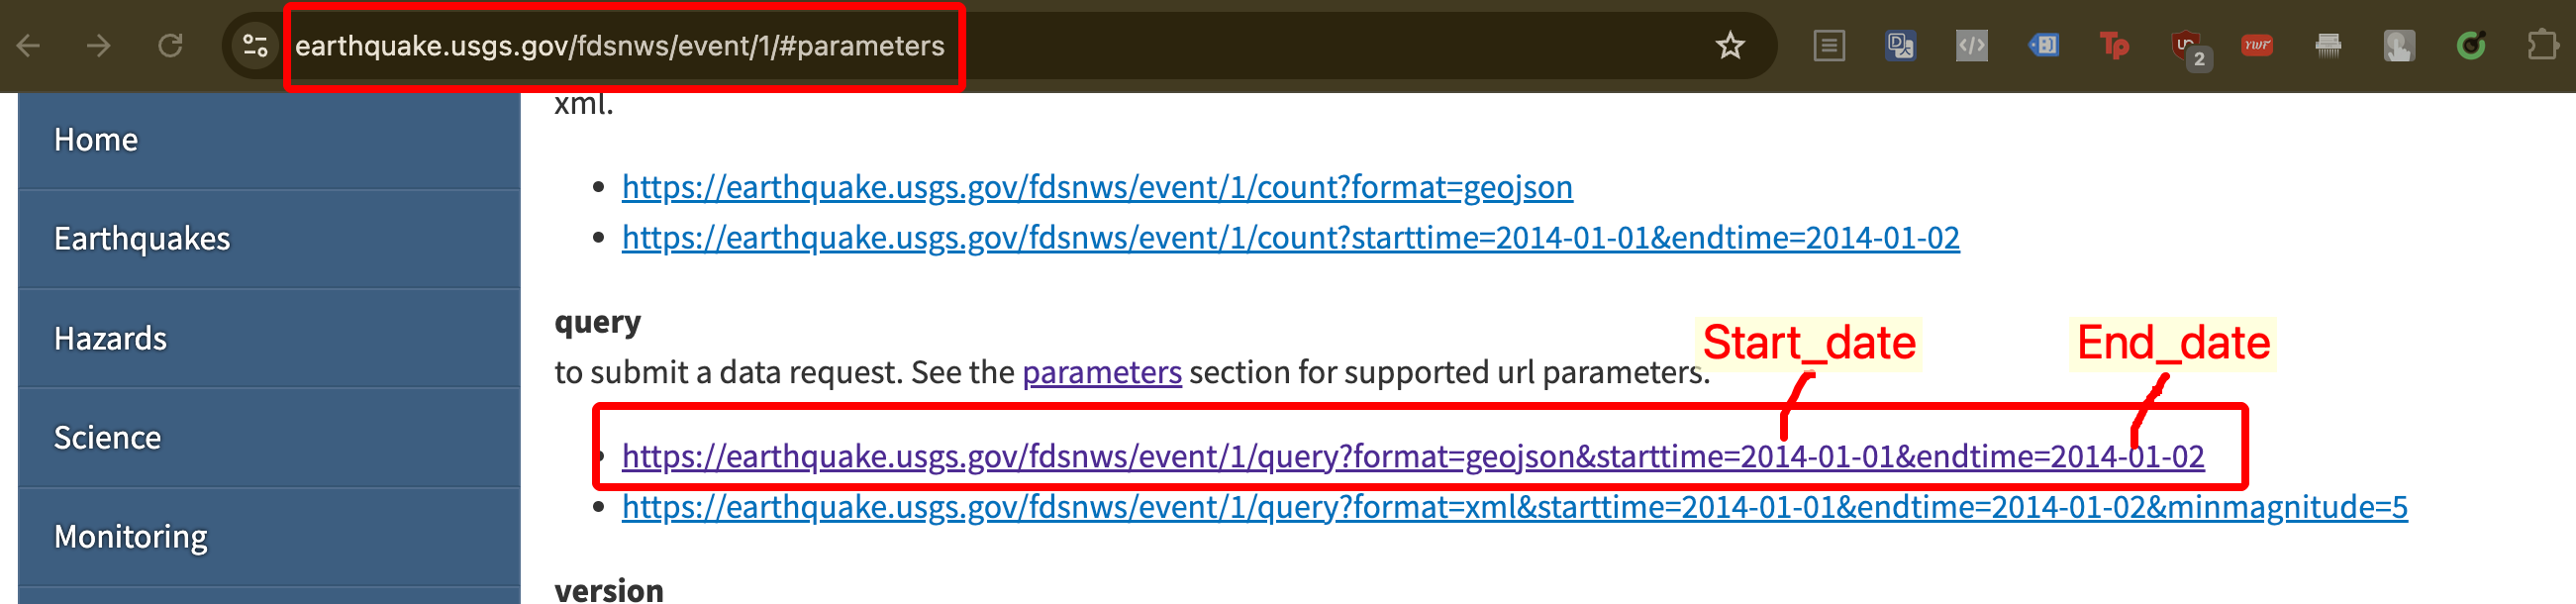 earthquake.usgs.gov/fdsnws/event/1/#parameters
2
YWT
Home
Earthquakes
Hazards
Science
Monitoring
xml.
https://earthquake.usgs.gov/fdsnws/event/1/count?format=geojson
https://earthquake.usgs.gov/fdsnws/event/1/count?starttime=2014-01-01&endtime=2014-01-02
query
Start_date
End_date
to submit a data request. See the parameters section for supported url parameters.
https://earthquake.usgs.gov/fdsnws/event/1/query?format=geojson&starttime=2014-01-01&endtime=2014-01-02
https://earthquake.usgs.gov/fdsnws/event/1/query?format=xml&starttime=2014-01-01&endtime=2014-01-02&minmagnitude=5
version